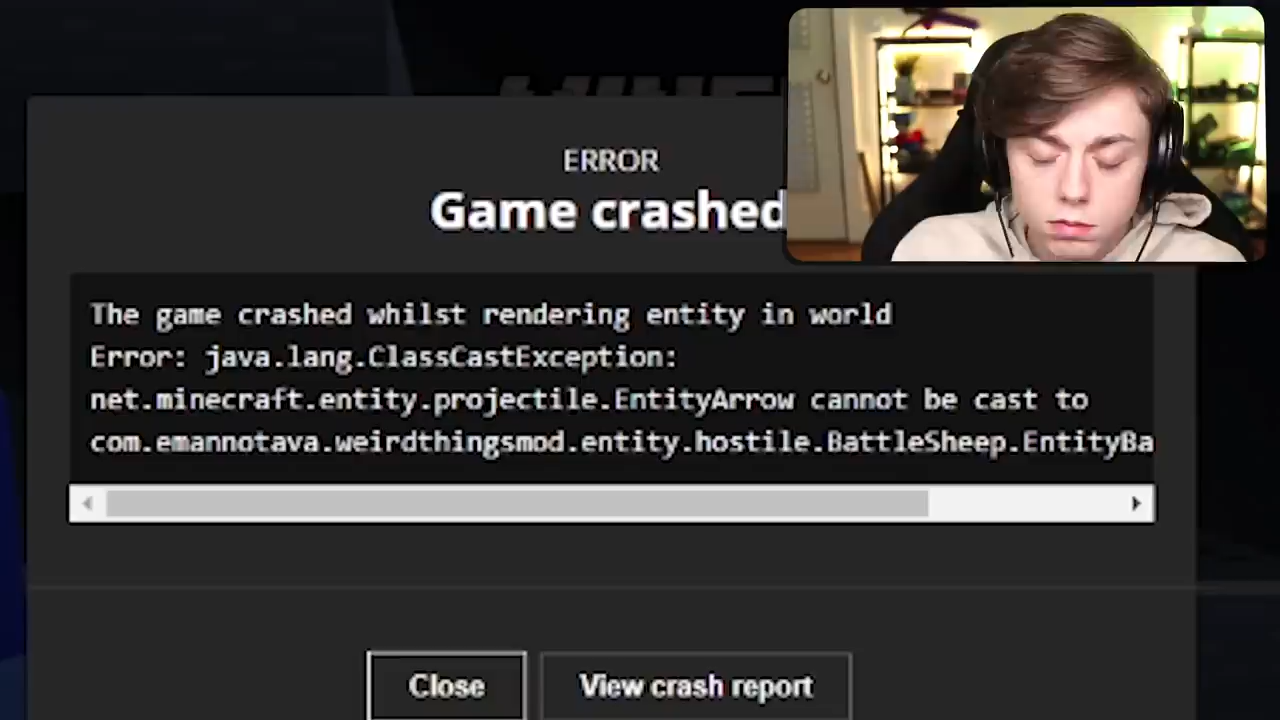 ERROR
Game crashed
The game crashed whilst rendering entity in world
Error: java.lang.ClassCastException:
net.minecraft.entity.projectile.EntityArrow cannot be cast to
com.emannotava.weirdthingsmod.entity.hostile.BattleSheep.EntityBa
Close
View crash report